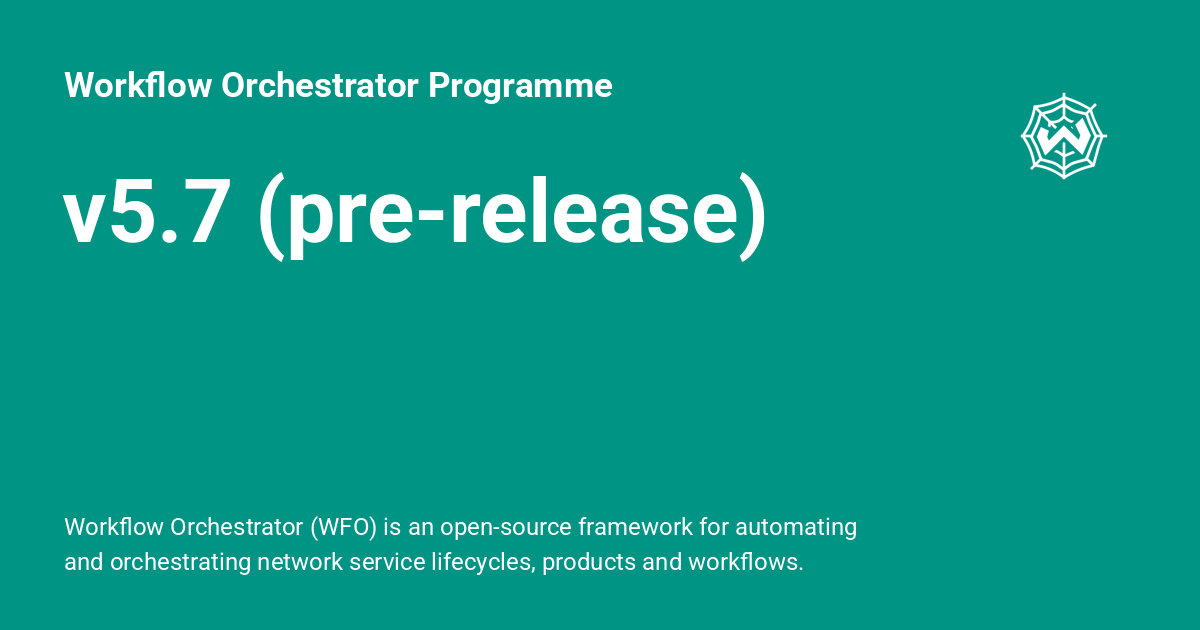 Workflow Orchestrator Programme
v5.7 (pre-release)
Workflow Orchestrator (WFO) is an open-source framework for automating
and orchestrating network service lifecycles, products and workflows.